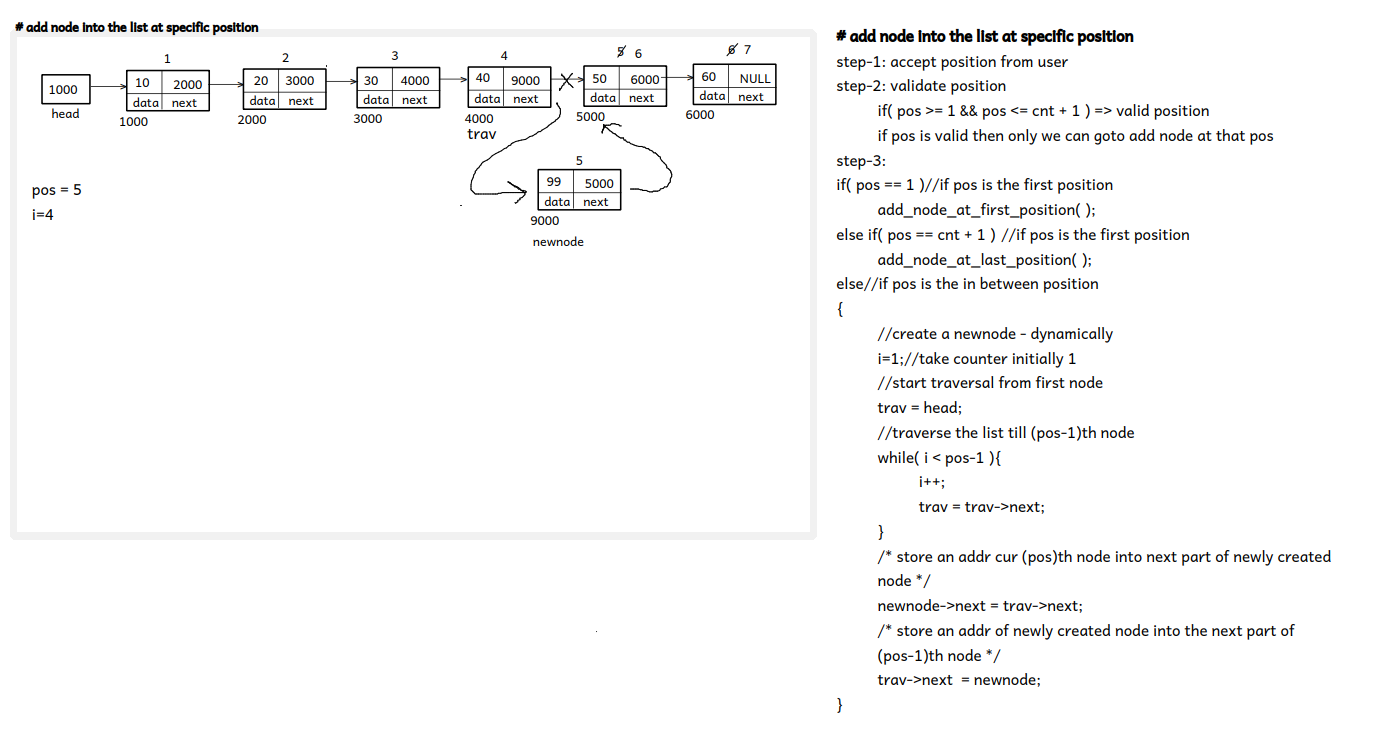 # add node into the list at specific position
1 2 3 4 5 6 6 7
1000 10 2000 20 3000 30 4000 40 9000 50 6000 60 NULL
head data next data next data next data next data next data next
1000 2000 3000 4000 5000 6000
trav
5
pos = 5 99 5000
data next
i=4
9000
newnode
# add node into the list at specific position
step-1: accept position from user
step-2: validate position
if( pos >= 1 && pos <= cnt + 1 ) => valid position
if pos is valid then only we can goto add node at that pos
step-3:
if( pos == 1 )//if pos is the first position
add_node_at_first_position( );
else if( pos == cnt + 1 ) //if pos is the first position
add_node_at_last_position( );
else//if pos is the in between position
{
//create a newnode - dynamically
i=1;//take counter initially 1
//start traversal from first node
trav = head;
//traverse the list till (pos-1)th node
while( i < pos-1 ){
i++;
trav = trav->next;
}
/* store an addr cur (pos)th node into next part of newly created
node */
newnode->next = trav->next;
/* store an addr of newly created node into the next part of
(pos-1)th node */
trav->next = newnode;
}